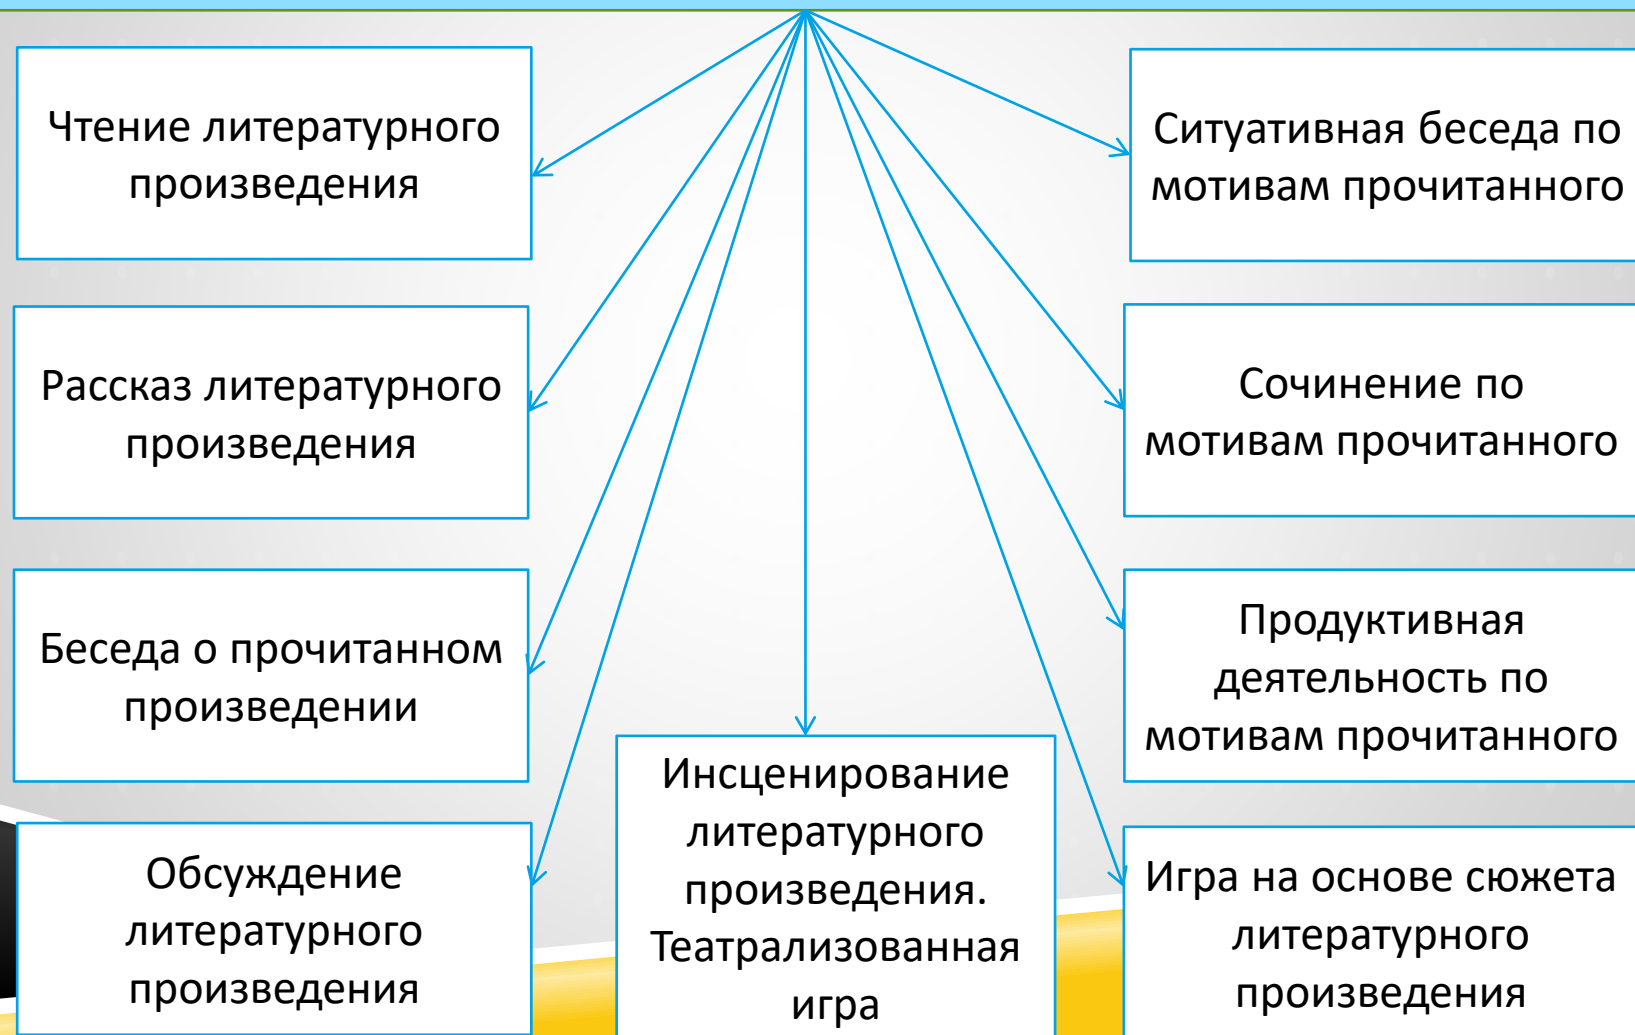 Чтение литературного
произведения
Рассказ литературного
произведения
Беседа о прочитанном
произведении
Обсуждение
литературного
произведения
Инсценирование
литературного
произведения.
Театрализованная
игра
Ситуативная беседа по
мотивам прочитанного
Сочинение по
мотивам прочитанного
Продуктивная
деятельность по
мотивам прочитанного
Игра на основе сюжета
литературного
произведения